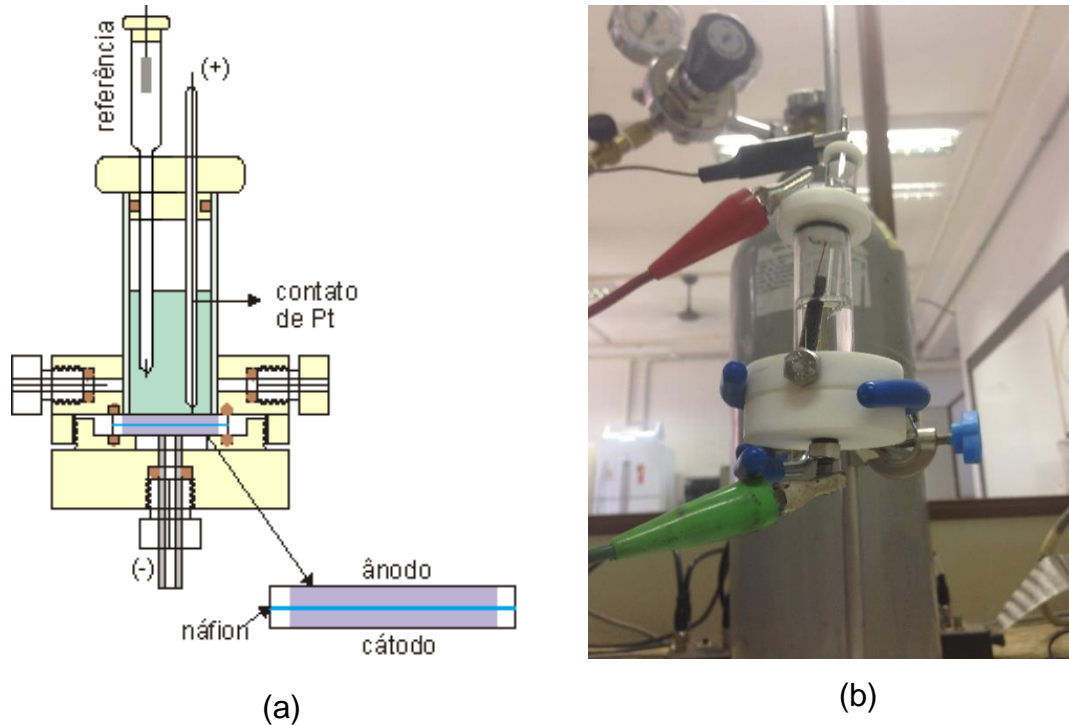 referência
(+)
contato
de Pt
(-)
ânodo
náfion
cátodo
(a)
(b)